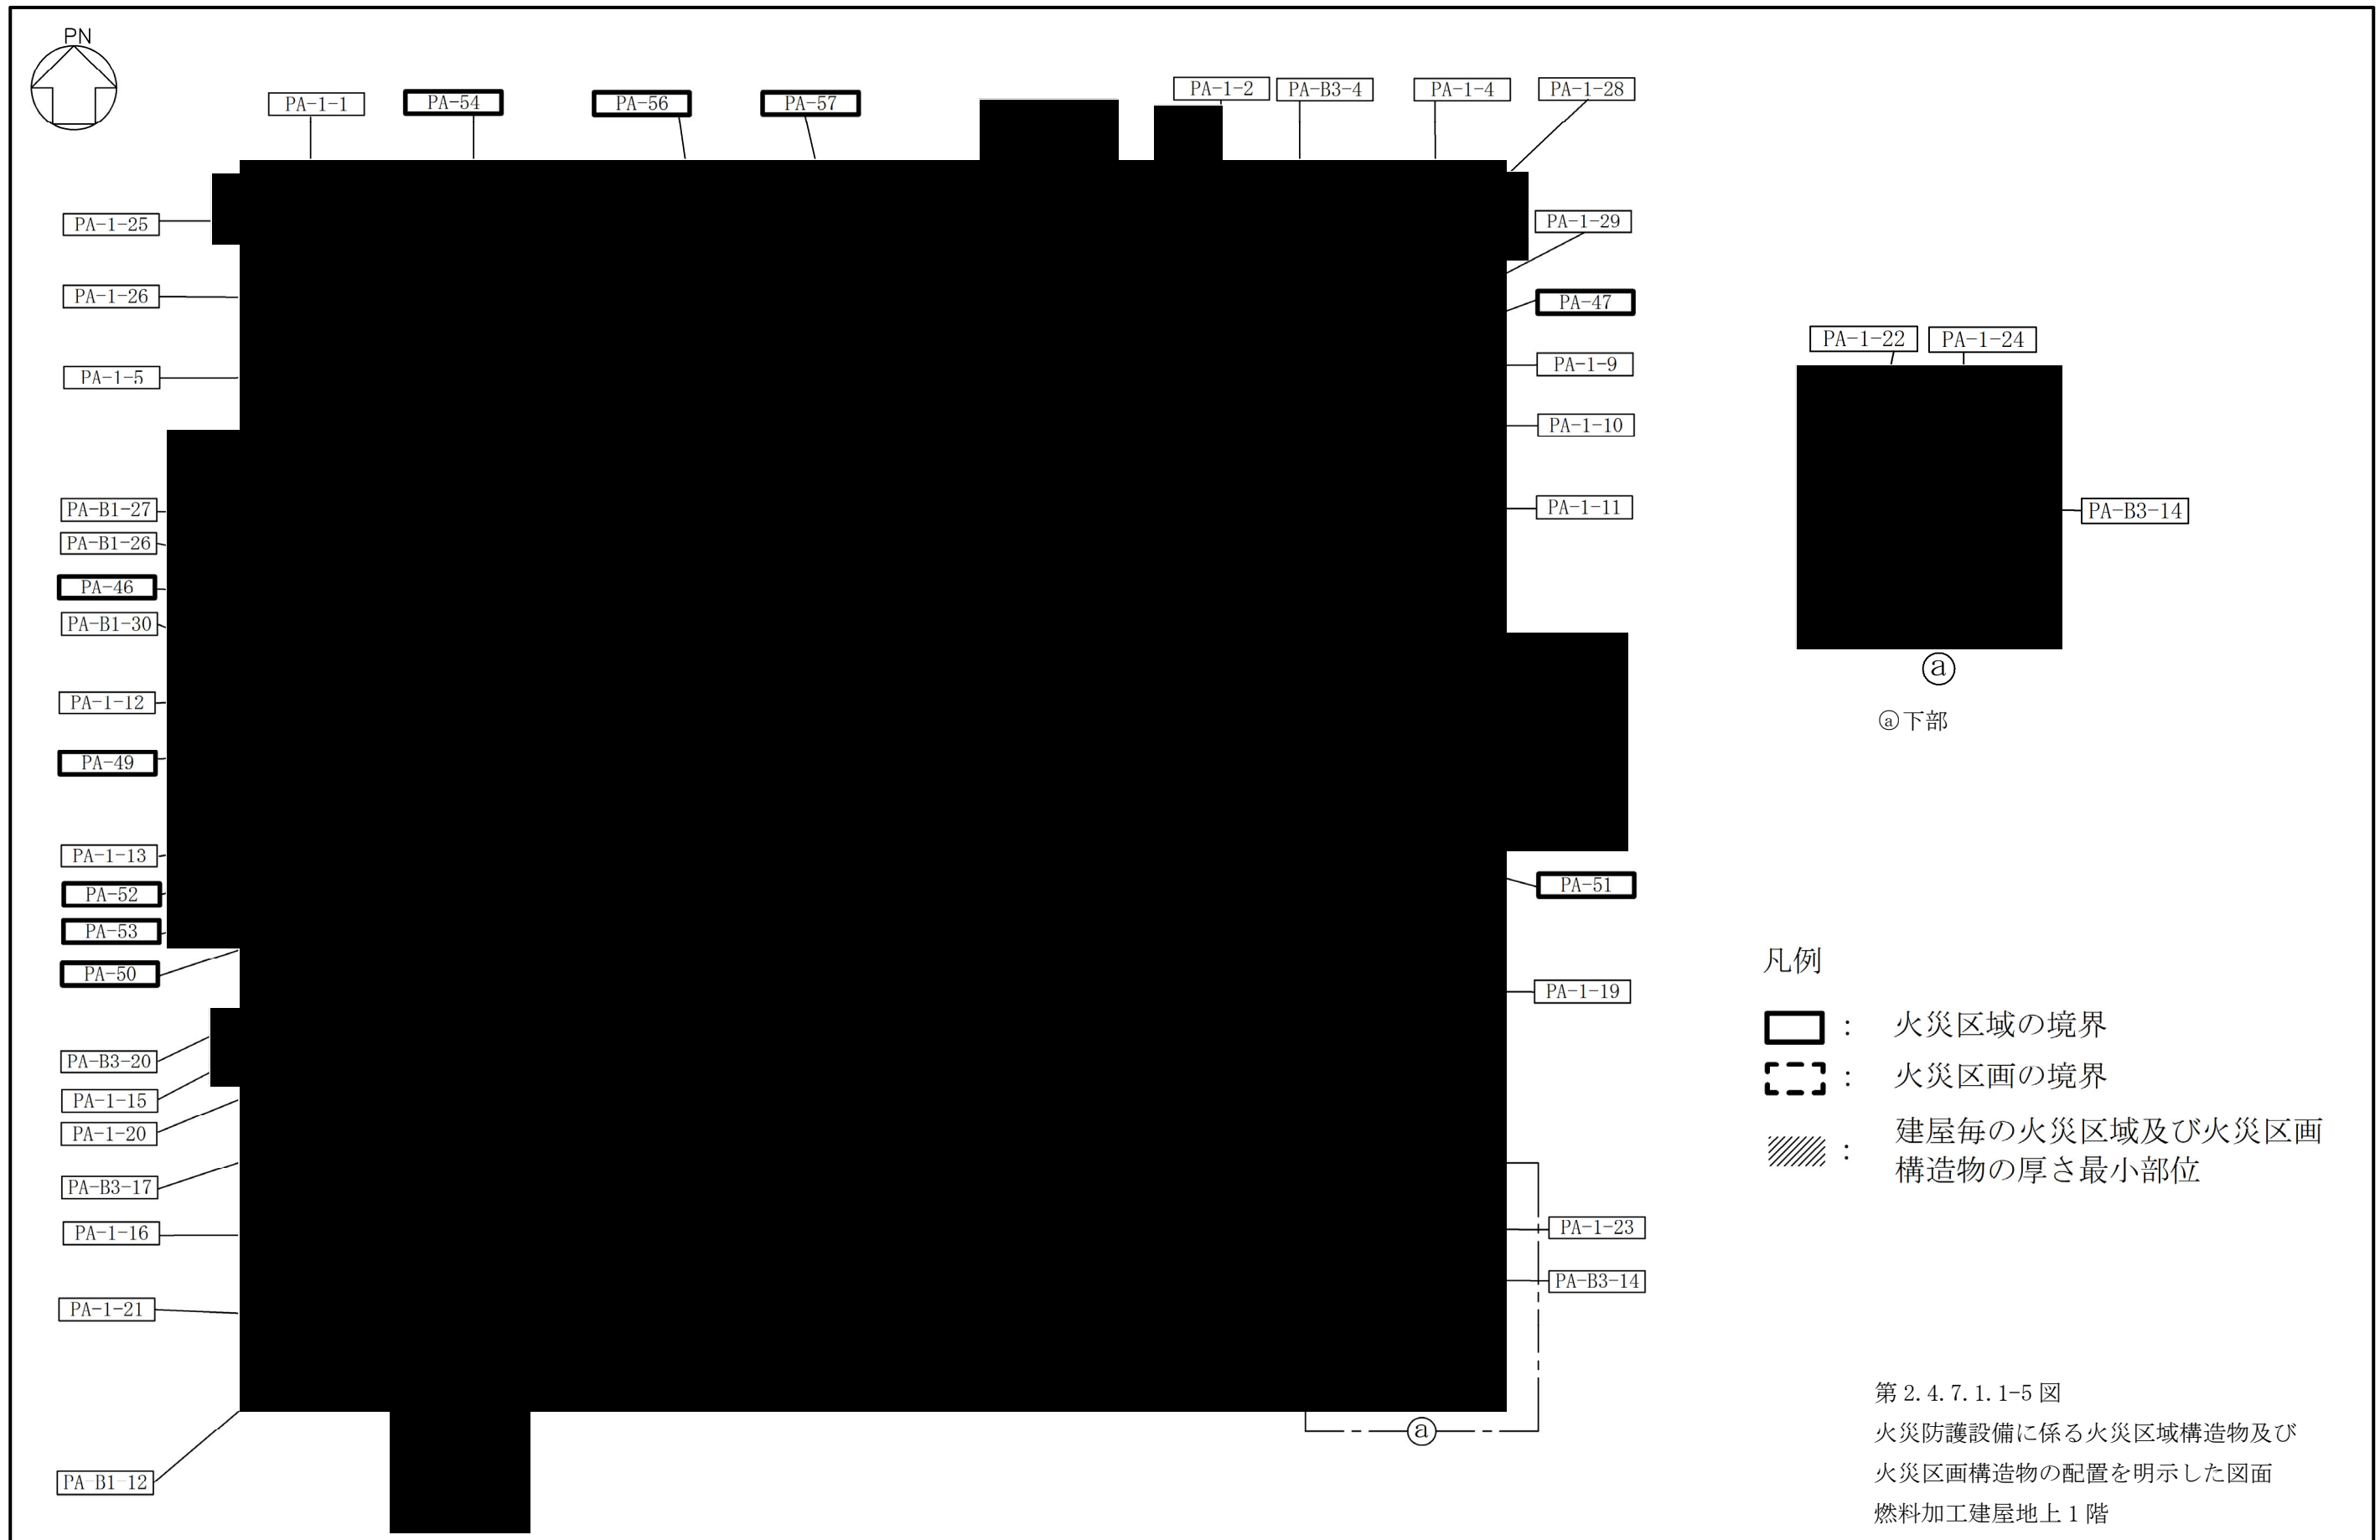 PN
PA-1-1
PA-54
PA-56
PA-57
PA-1-2
PA-B3-4
PA-1-4
PA-1-28
PA-1-25
PA-1-26
PA-1-5
PA-B1-27
PA-B1-26
PA-46
PA-B1-30
PA-1-12
PA-49
PA-1-13
PA-52
PA-53
PA-50
PA-B3-20
PA-1-15
PA-1-20
PA-B3-17
PA-1-16
PA-1-21
PA-B1-12
PA-1-29
PA-47
PA-1-9
PA-1-10
PA-1-11
PA-51
PA-1-19
PA-1-23
PA-B3-14
ⓐ
PA-1-22
PA-1-24
PA-B3-14
ⓐ
ⓐ下部
凡例
： 火災区域の境界
： 火災区画の境界
： 建屋毎の火災区域及び火災区画
構造物の厚さ最小部位
第2.4.7.1.1-5図
火災防護設備に係る火災区域構造物及び
火災区画構造物の配置を明示した図面
燃料加工建屋地上1階